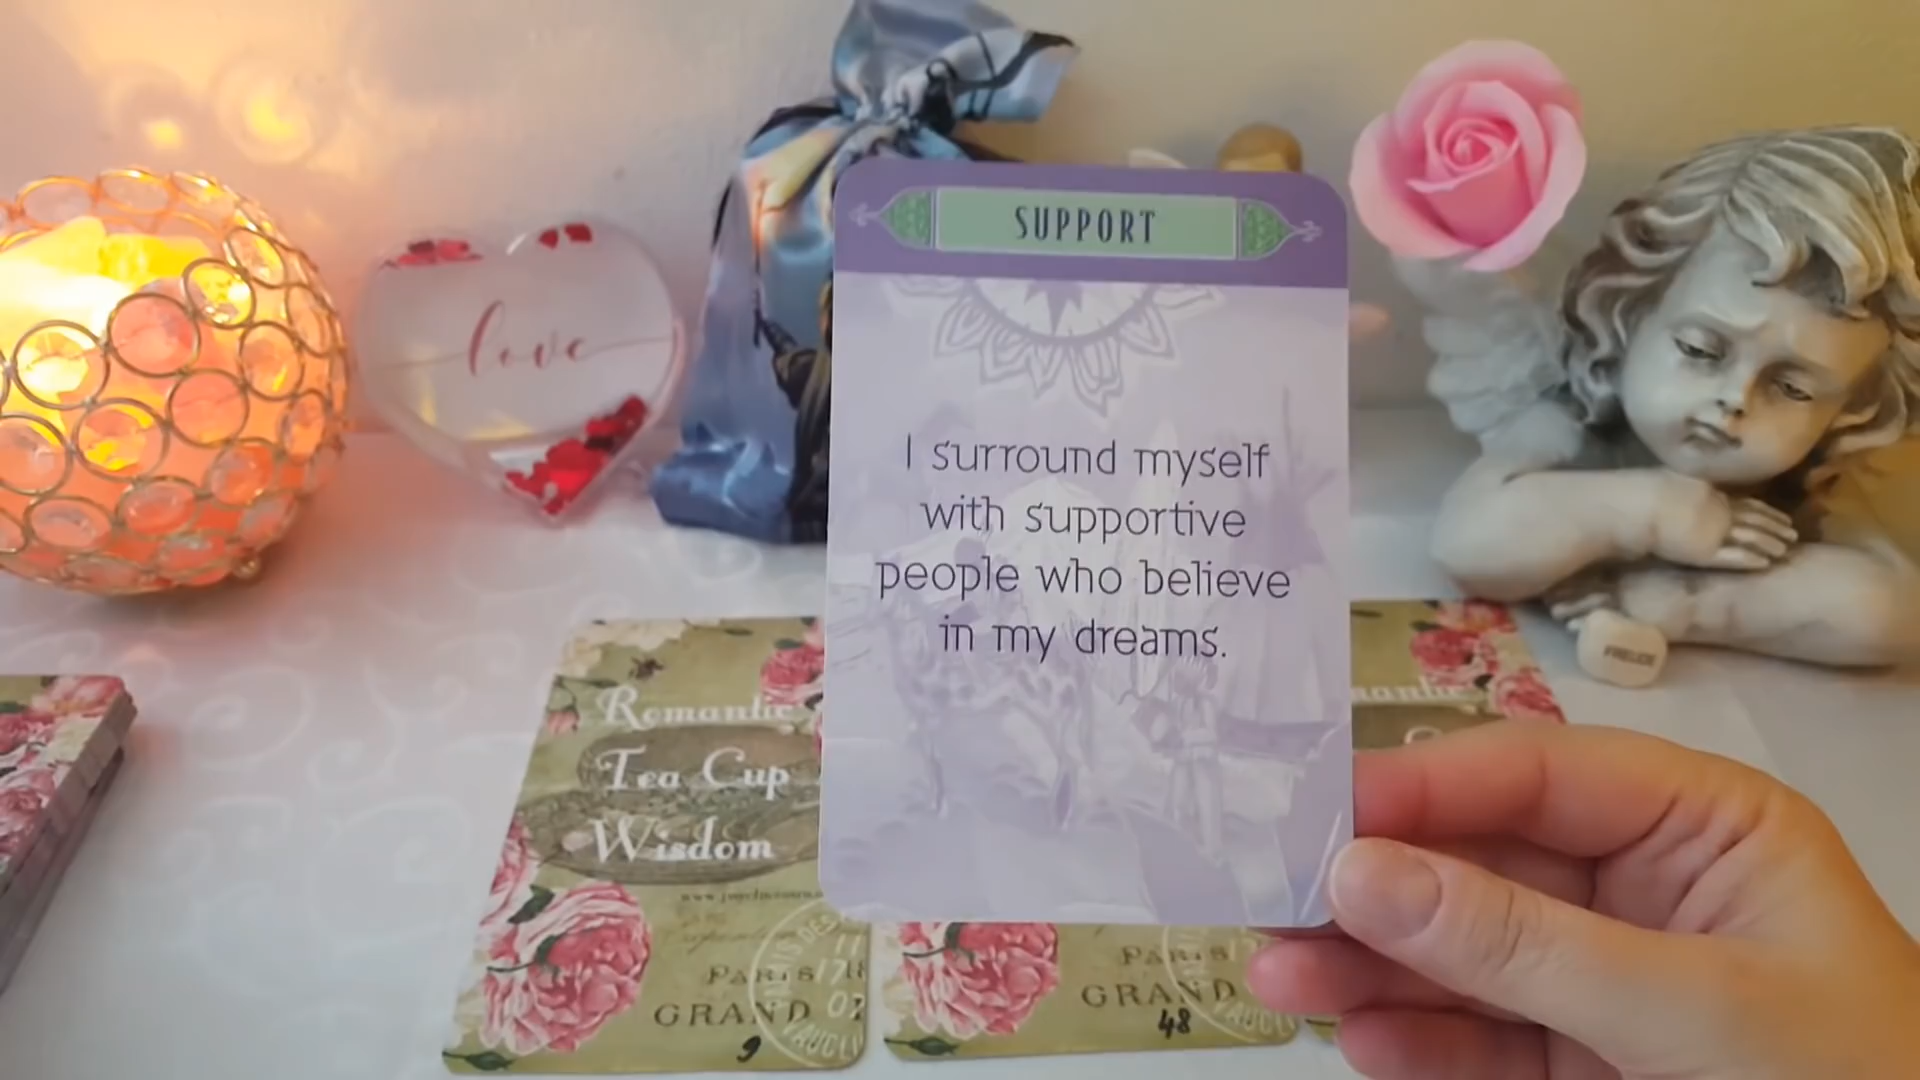 SUPPORT
I surround myself
with supportive
people who believe
in my dreams.
love
Romantic
Tea Cup
Wisdom
PARIS
GRAND
9
PARIS
GRAND
48
FREUDE